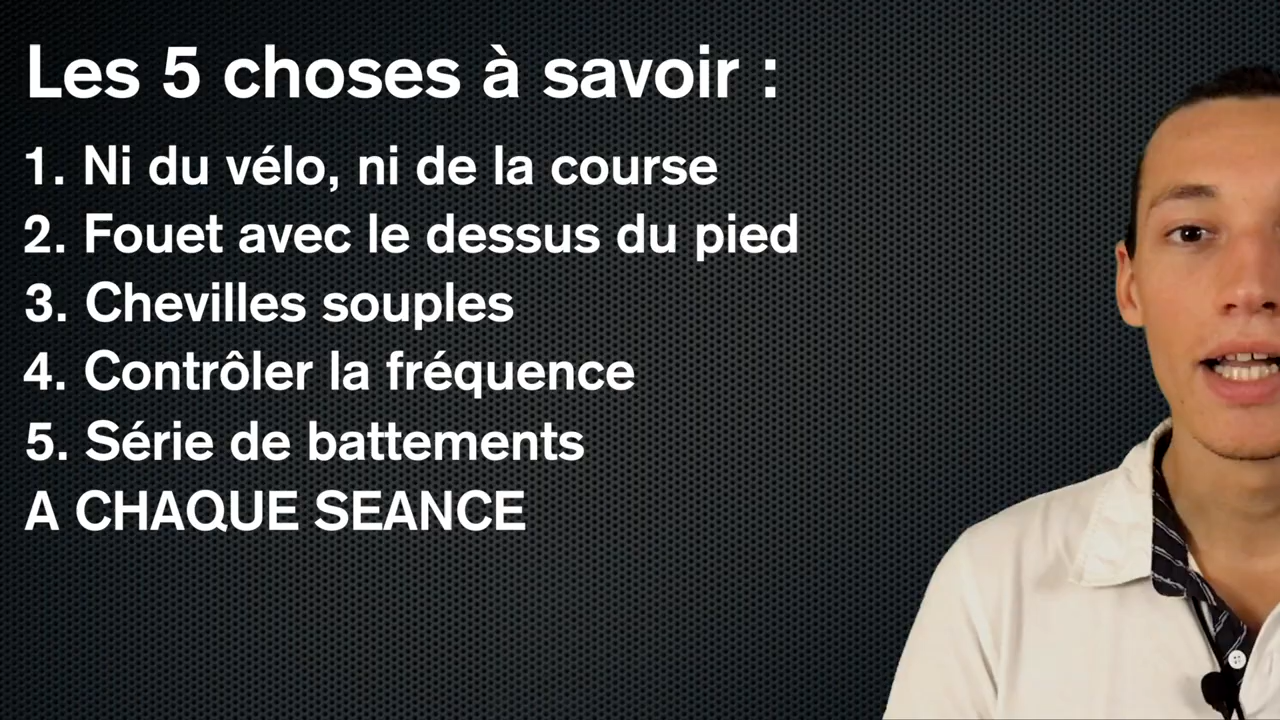 Les 5 choses à savoir :
1. Ni du vélo, ni de la course
2. Fouet avec le dessus du pied
3. Chevilles souples
4. Contrôler la fréquence
5. Série de battements
A CHAQUE SEANCE